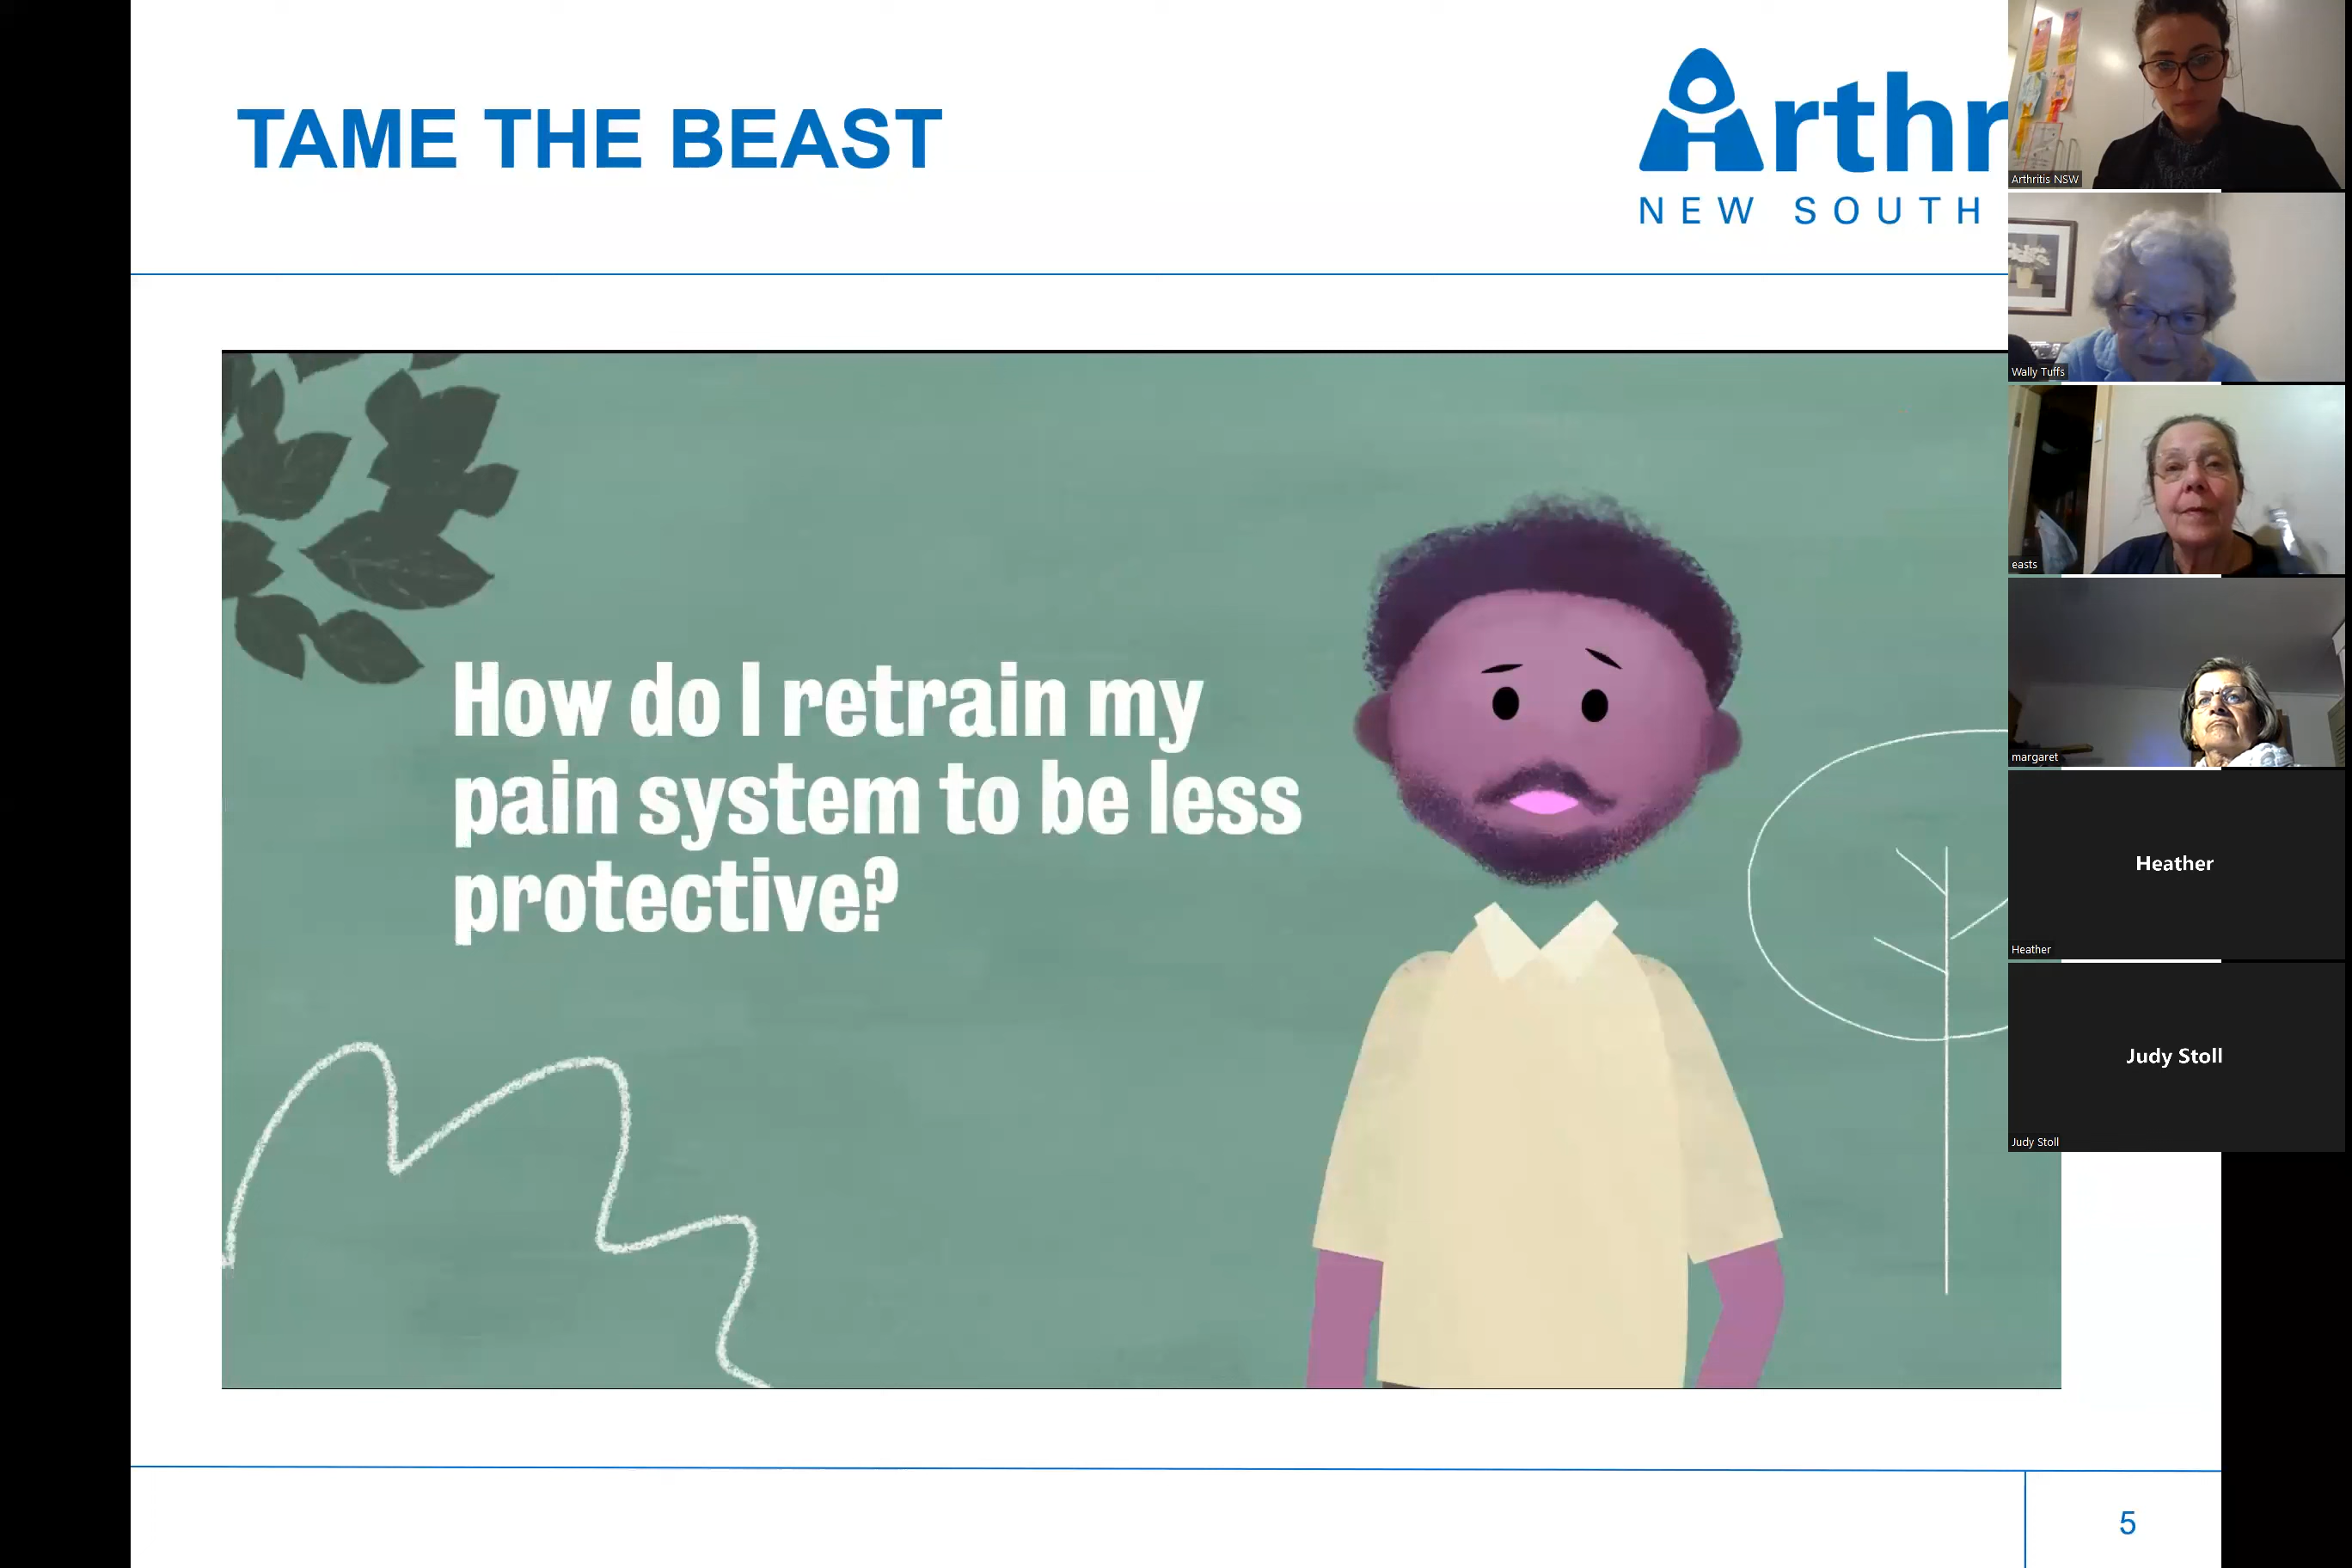 TAME THE BEAST
Arthr
NEW SOUTH
How do I retrain my
pain system to be less
protective?
5
Arthritis NSW
Wally Tuffs
easts
margaret
Heather
Heather
Judy Stoll
Judy Stoll